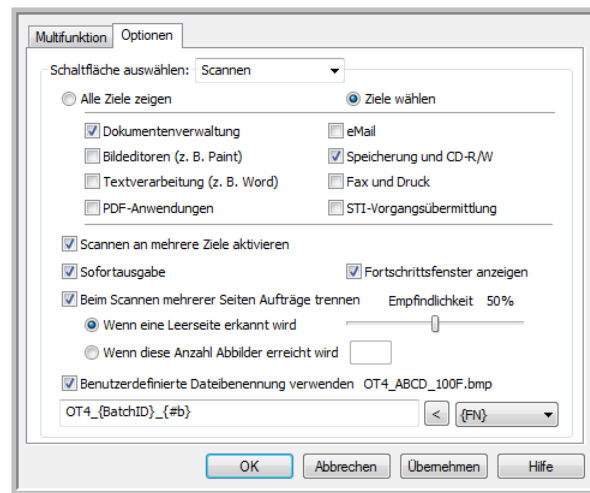 Multifunktion Optionen
Schaltfläche auswählen: Scannen
Alle Ziele zeigen Ziele wählen
Dokumentenverwaltung eMail
Bildeditoren (z. B. Paint) Speicherung und CD-R/W
Textverarbeitung (z. B. Word) Fax und Druck
PDF-Anwendungen STI-Vorgangsübermittlung
Scannen an mehrere Ziele aktivieren
Sofortausgabe Fortschrittsfenster anzeigen
Beim Scannen mehrerer Seiten Aufträge trennen Empfindlichkeit 50%
Wenn eine Leerseite erkannt wird
Wenn diese Anzahl Abbilder erreicht wird
Benutzerdefinierte Dateibenennung verwenden OT4_ABCD_100F.bmp
OT4_{BatchID}_{#b} < {FN}
OK Abbrechen Übernehmen Hilfe